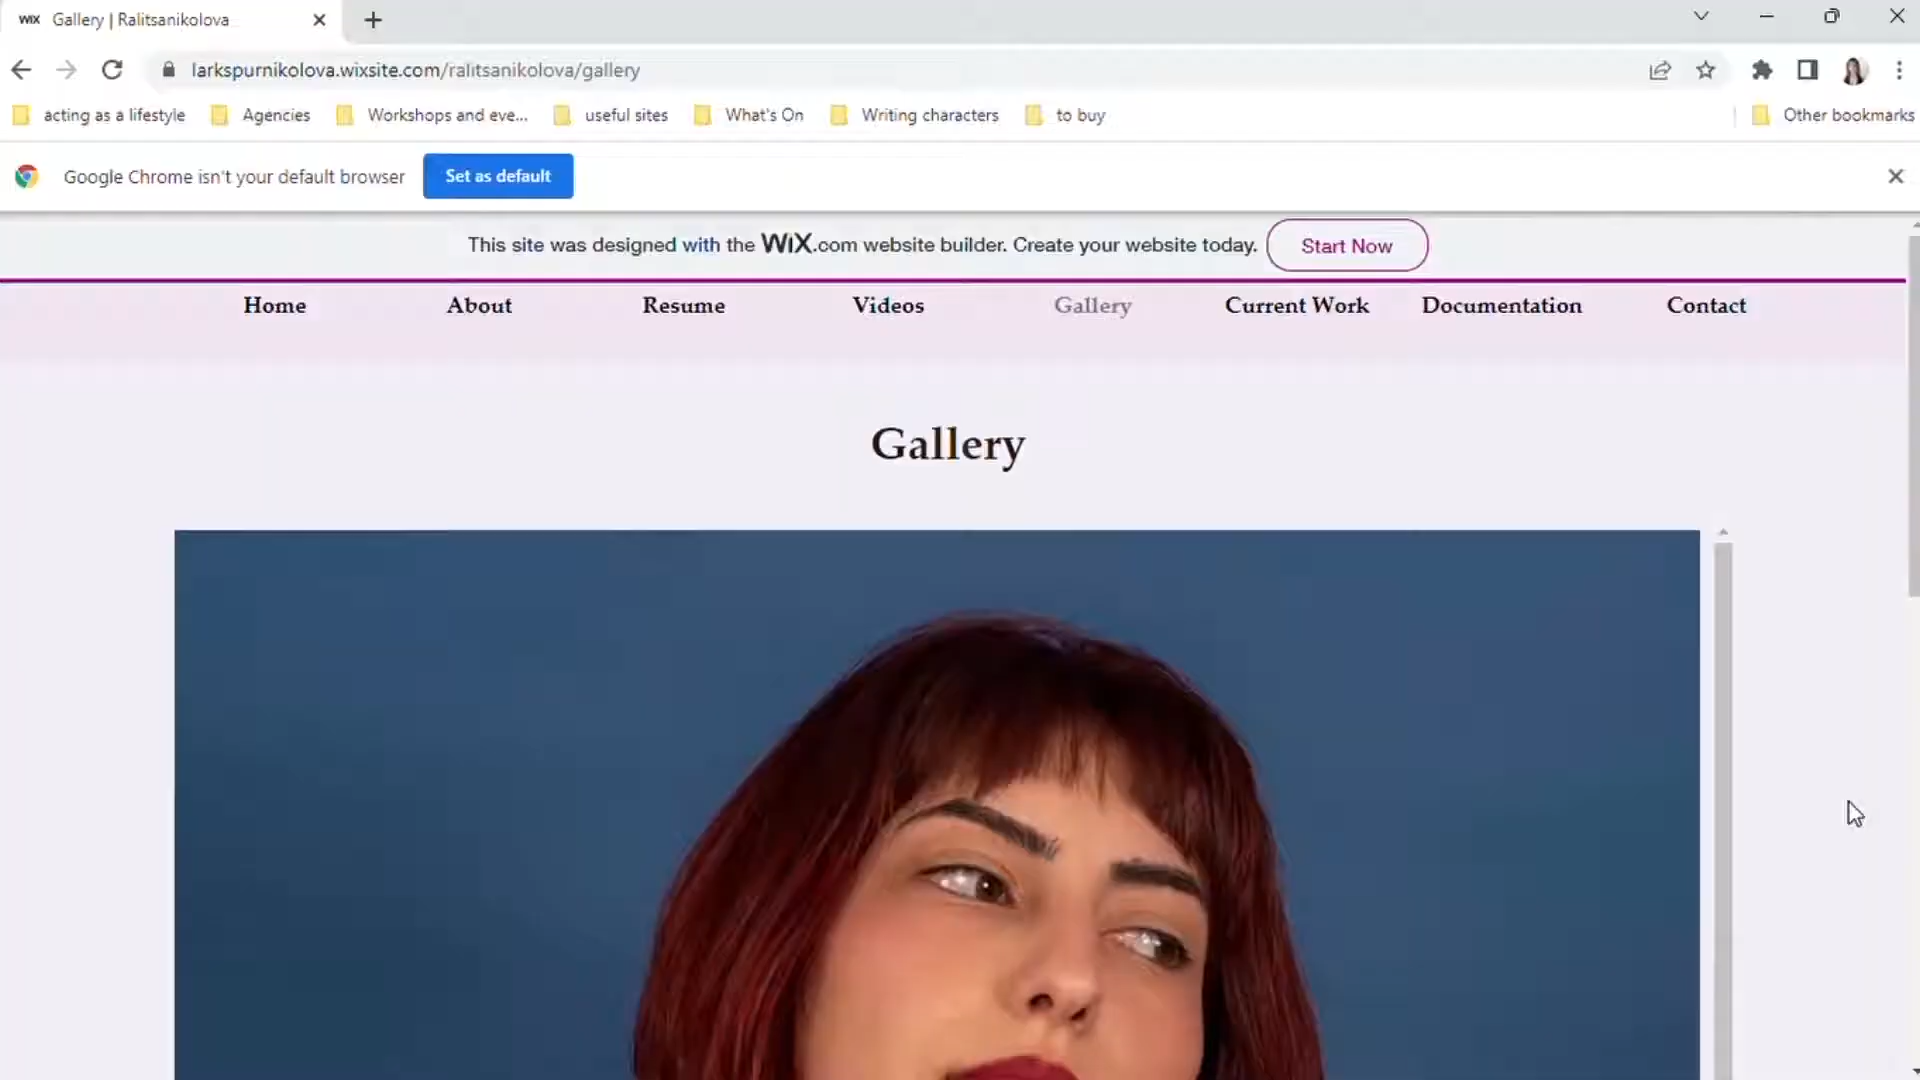 WIX Gallery | Ralitsanikolova
larkspurnikolova.wixsite.com/ralitsanikolova/gallery
acting as a lifestyle Agencies Workshops and eve... useful sites What's On Writing characters to buy Other bookmarks
Google Chrome isn't your default browser Set as default
This site was designed with the WiX.com website builder. Create your website today. Start Now
Home About Resume Videos Gallery Current Work Documentation Contact
Gallery